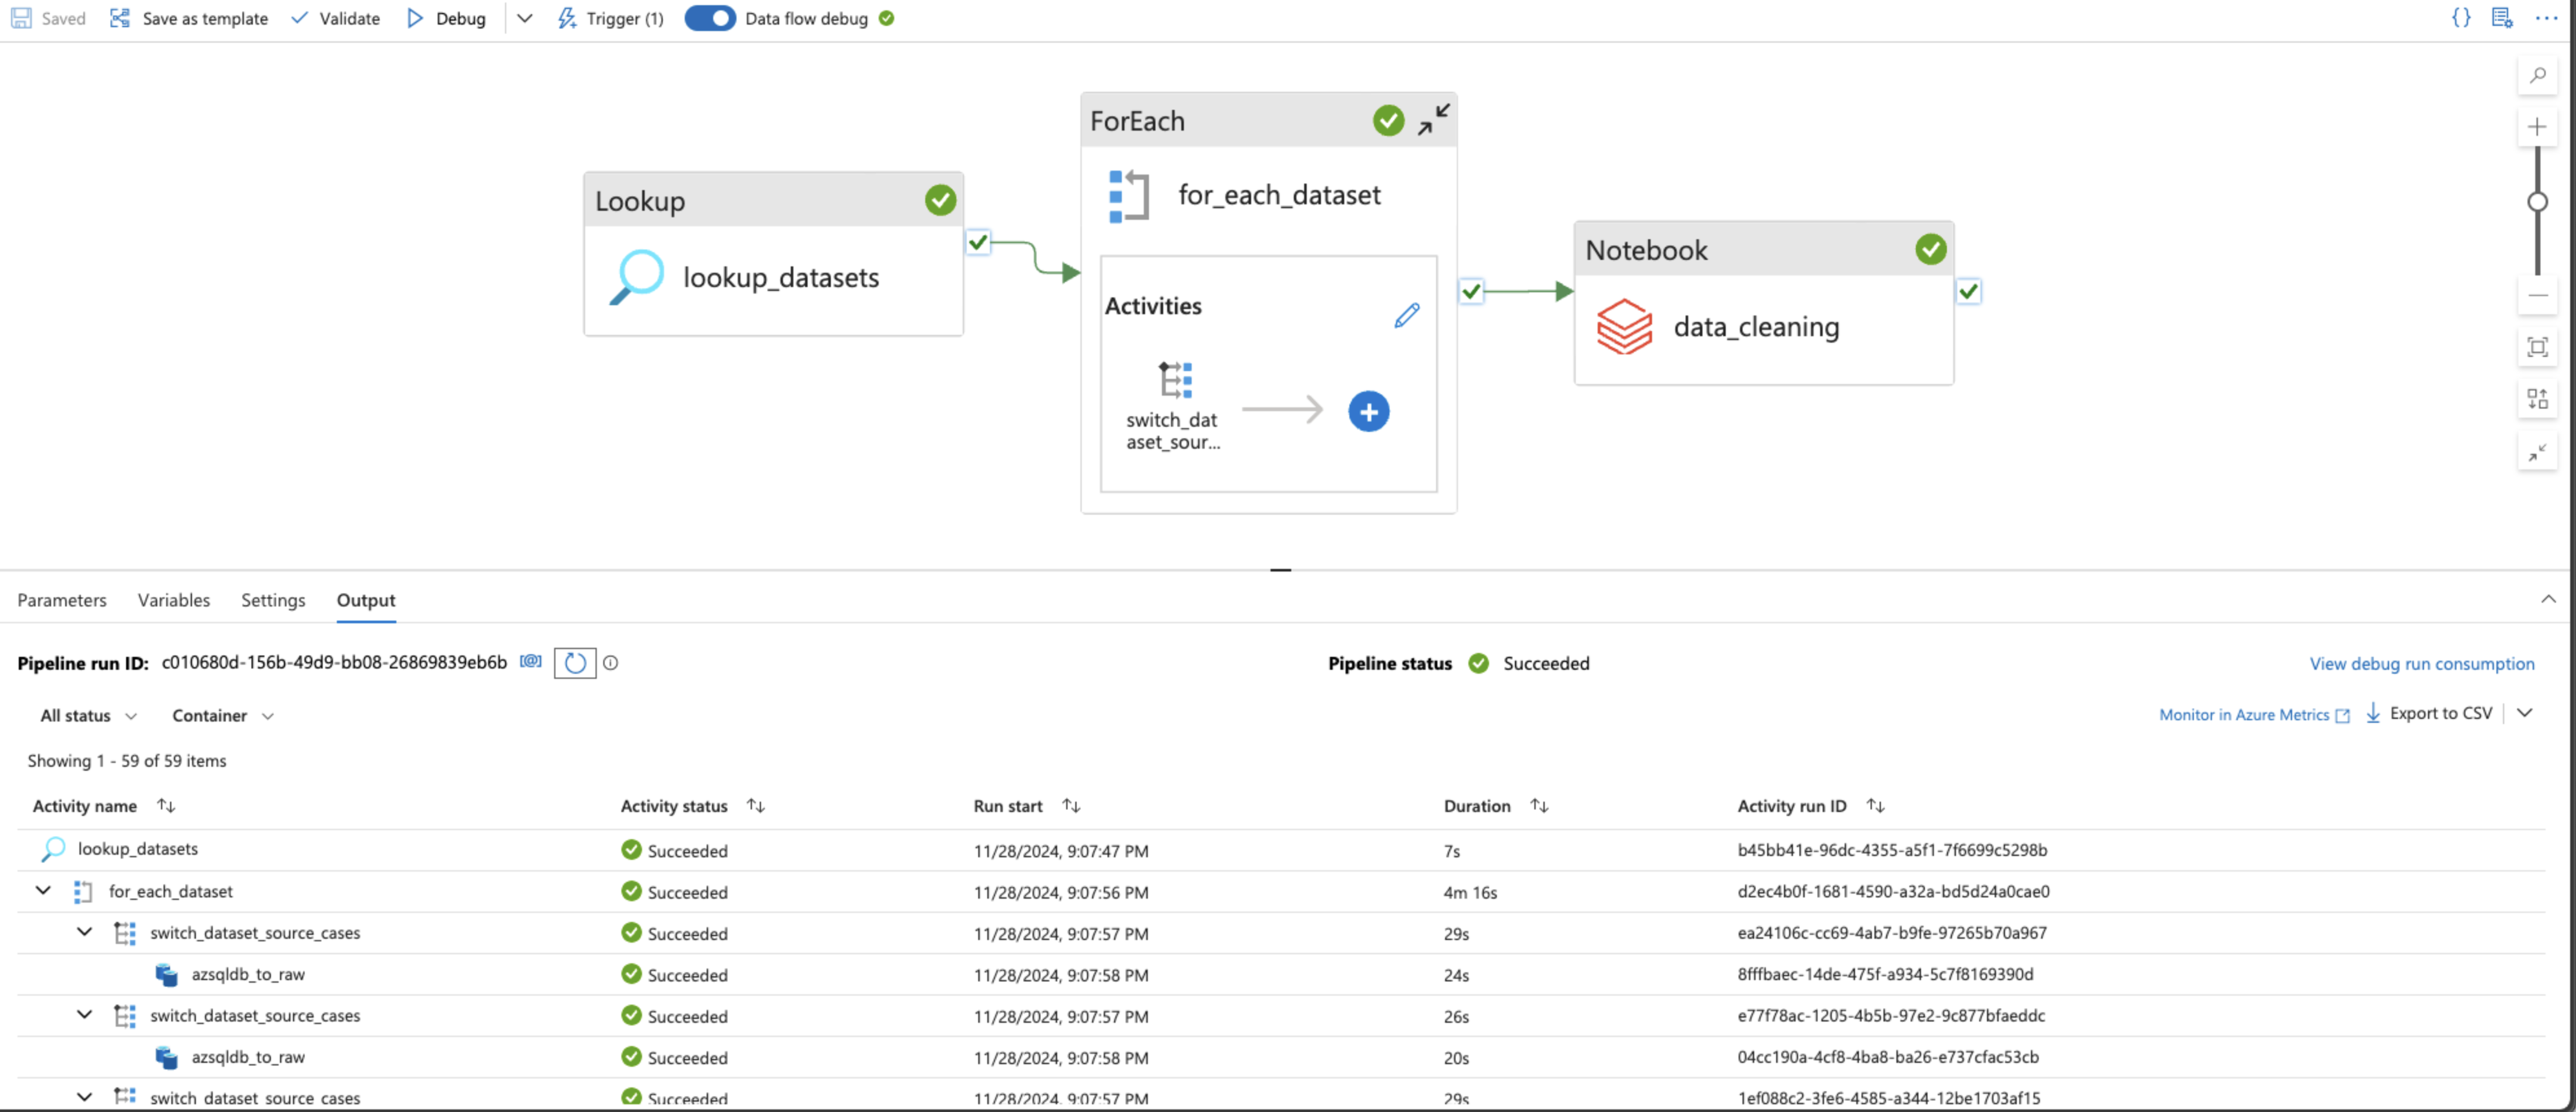 Saved Save as template Validate Debug Trigger (1) Data flow debug
ForEach
for_each_dataset
Lookup
lookup_datasets
Activities
switch_dat
aset_sour...
Notebook
data_cleaning
Parameters Variables Settings Output
Pipeline run ID: c010680d-156b-49d9-bb08-26869839eb6b Pipeline status Succeeded View debug run consumption
All status Container Monitor in Azure Metrics Export to CSV
Showing 1 - 59 of 59 items
Activity name Activity status Run start Duration Activity run ID
lookup_datasets Succeeded 11/28/2024, 9:07:47 PM 7s b45bb41e-96dc-4355-a5f1-7f6699c5298b
for_each_dataset Succeeded 11/28/2024, 9:07:56 PM 4m 16s d2ec4b0f-1681-4590-a32a-bd5d24a0cae0
switch_dataset_source_cases Succeeded 11/28/2024, 9:07:57 PM 29s ea24106c-cc69-4ab7-b9fe-97265b70a967
azsqldb_to_raw Succeeded 11/28/2024, 9:07:58 PM 24s 8fffbaec-14de-475f-a934-5c7f8169390d
switch_dataset_source_cases Succeeded 11/28/2024, 9:07:57 PM 26s e77f78ac-1205-4b5b-97e2-9c877bfaeddc
azsqldb_to_raw Succeeded 11/28/2024, 9:07:58 PM 20s 04cc190a-4cf8-4ba8-ba26-e737cfac53cb
switch_dataset_source_cases Succeeded 11/28/2024, 9:07:57 PM 29s 1ef088c2-3fe6-4585-a344-12be1703af15